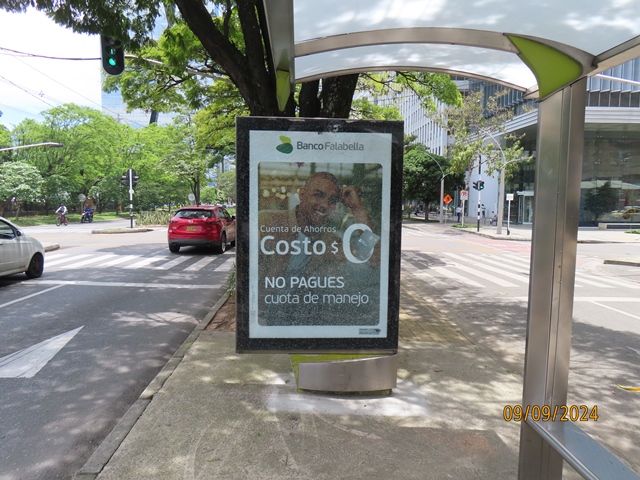 Banco Falabella
Cuenta de Ahorros
Costo $0
NO PAGUES
cuota de manejo
09/09/2024